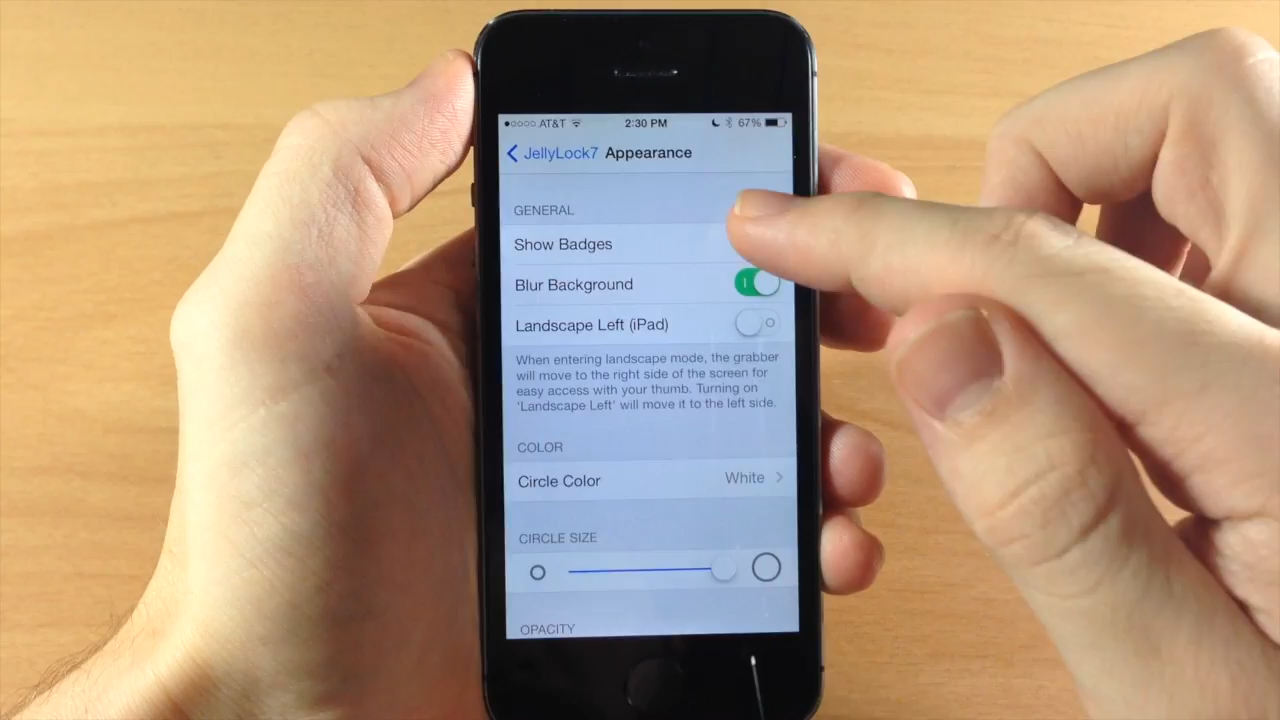 AT&T 2:30 PM 67%
JellyLock7 Appearance
GENERAL
Show Badges
Blur Background
Landscape Left (iPad)
When entering landscape mode, the grabber
will move to the right side of the screen for
easy access with your thumb. Turning on
'Landscape Left' will move it to the left side.
COLOR
Circle Color White
CIRCLE SIZE
OPACITY